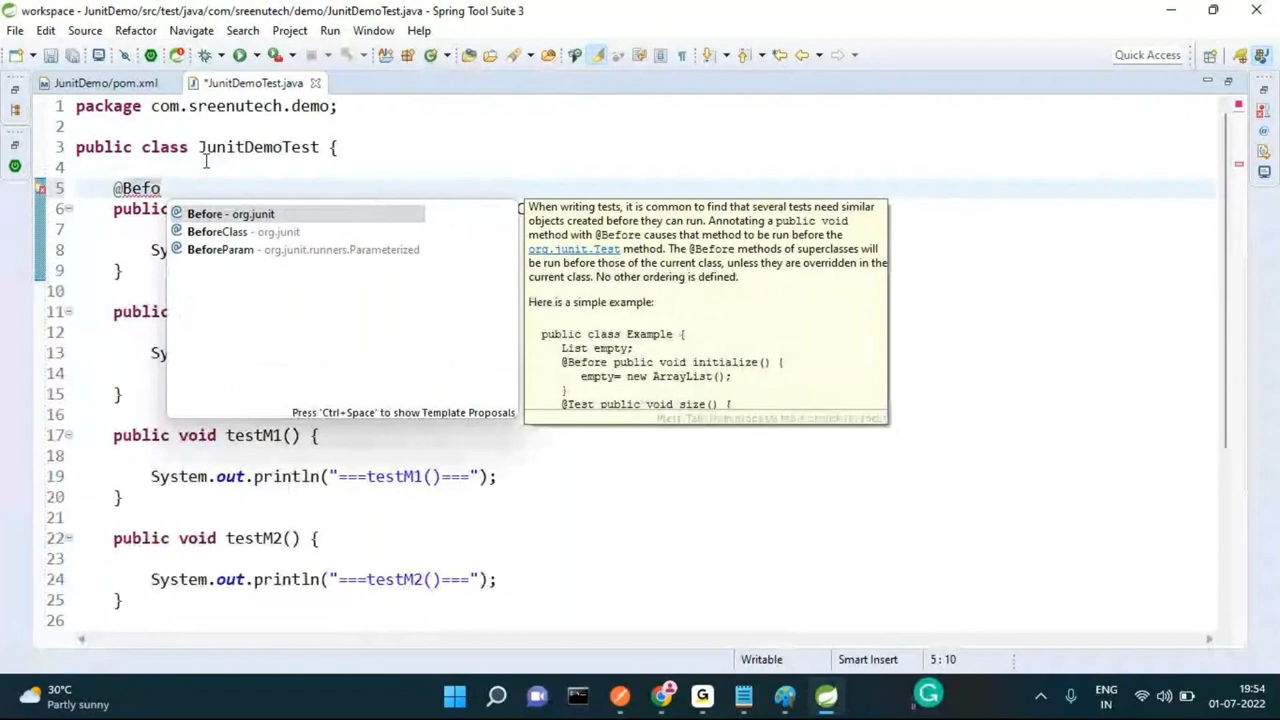 workspace - JunitDemo/src/test/java/com/sreenutech/demo/JunitDemoTest.java - Spring Tool Suite 3
File Edit Source Refactor Navigate Search Project Run Window Help
Quick Access
JunitDemo/pom.xml *JunitDemoTest.java
1 package com.sreenutech.demo;
2
3 public class JunitDemoTest {
4
5 @Befo
6 public
7
8 Sy
9 }
10
11 public
12
13 Sy
14
15 }
16
17 public void testM1() {
18
19 System.out.println("===testM1()===");
20 }
21
22 public void testM2() {
23
24 System.out.println("===testM2()===");
25 }
26
Before - org.junit
BeforeClass - org.junit
BeforeParam - org.junit.runners.Parameterized
Press 'Ctrl+Space' to show Template Proposals
When writing tests, it is common to find that several tests need similar
objects created before they can run. Annotating a public void
method with @Before causes that method to be run before the
org.junit.Test method. The @Before methods of superclasses will
be run before those of the current class, unless they are overridden in the
current class. No other ordering is defined.
Here is a simple example:
public class Example {
List empty;
@Before public void initialize() {
empty= new ArrayList();
}
@Test public void size() {
Writable Smart Insert 5 : 10
30°C
Partly sunny
ENG
IN
19:54
01-07-2022